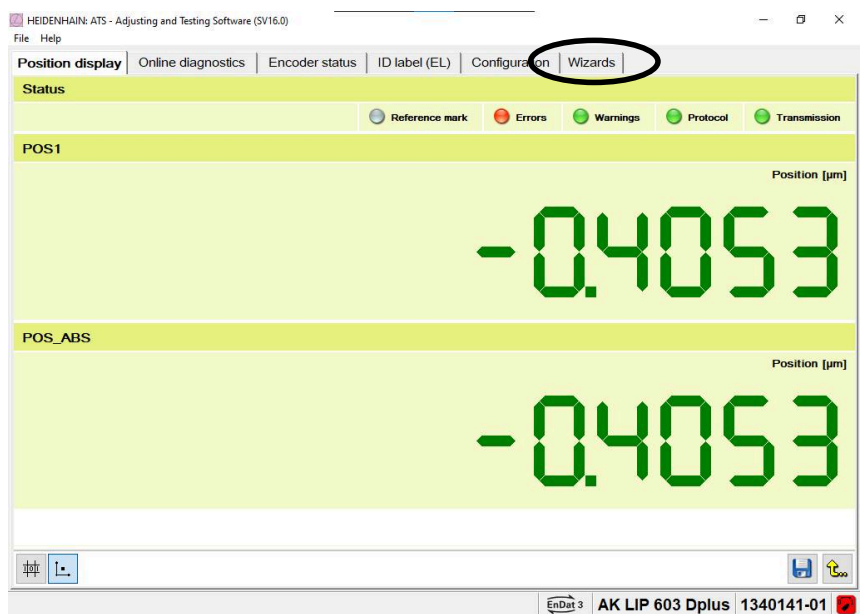 HEIDENHAIN: ATS - Adjusting and Testing Software (SV16.0)
File Help
Position display Online diagnostics Encoder status ID label (EL) Configuration Wizards
Status
Reference mark Errors Warnings Protocol Transmission
POS1
Position [µm]
-0.4053
POS_ABS
Position [µm]
-0.4053
EnDat 3 AK LIP 603 Dplus 1340141-01